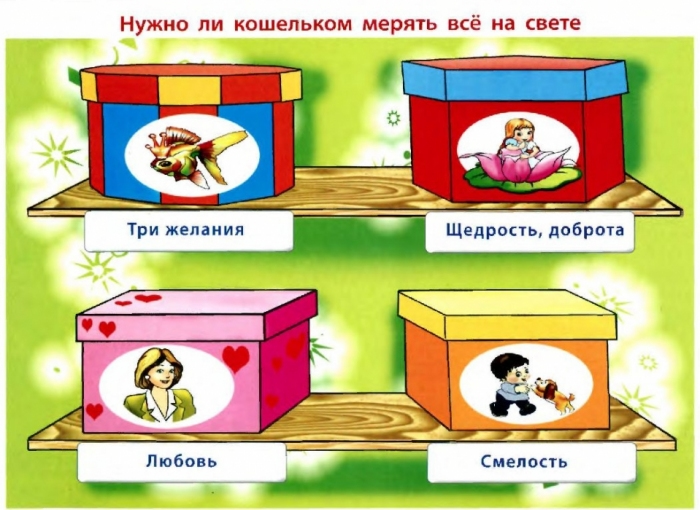 Нужно ли кошельком мерять всё на свете
Три желания
Щедрость, доброта
Любовь
Смелость